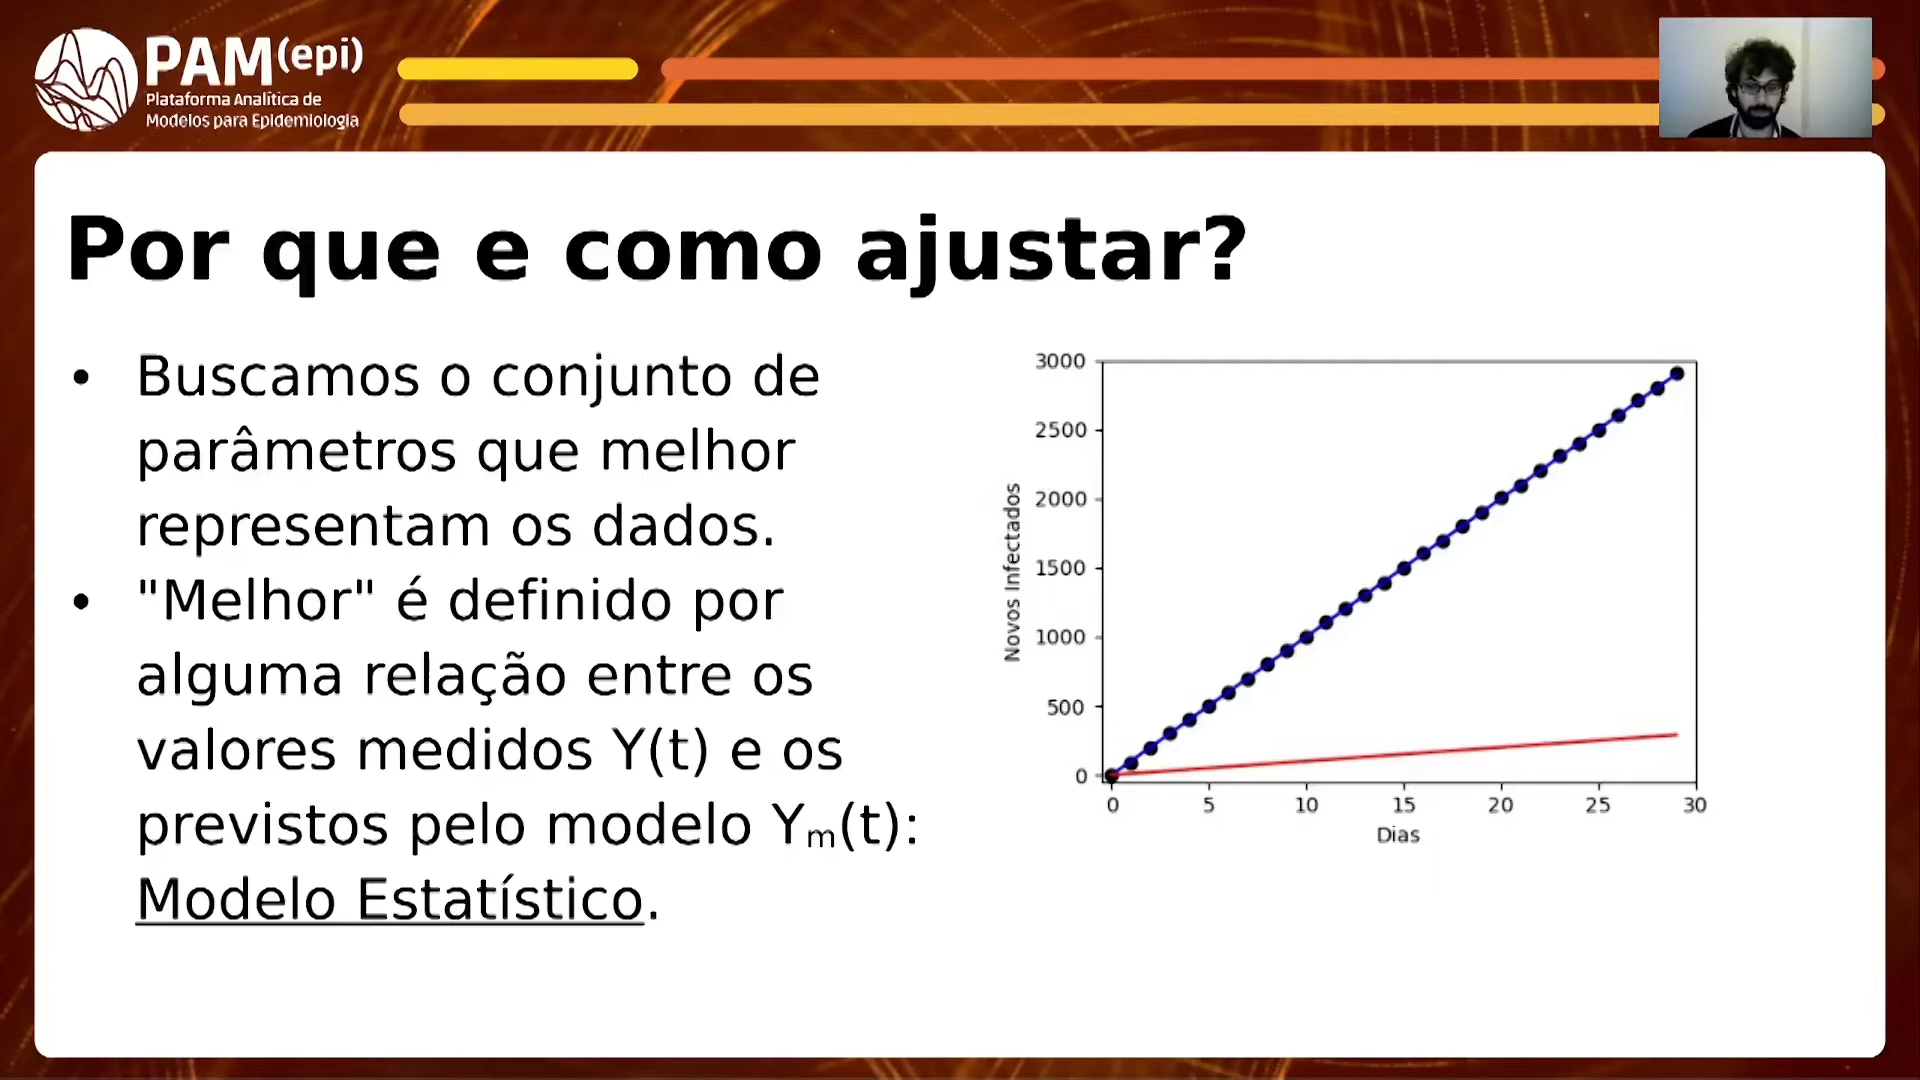 PAM(epi)
Plataforma Analítica de
Modelos para Epidemiologia
Por que e como ajustar?
• Buscamos o conjunto de
parâmetros que melhor
representam os dados.
• "Melhor" é definido por
alguma relação entre os
valores medidos Y(t) e os
previstos pelo modelo Yₘ(t):
Modelo Estatístico.
3000
2500
2000
1500
1000
500
0
Novos Infectados
0 5 10 15 20 25 30
Dias